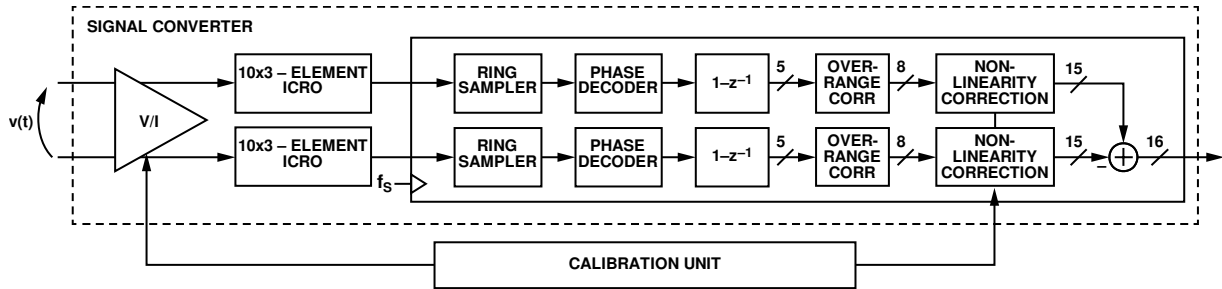 SIGNAL CONVERTER
v(t)
V/I
10x3 – ELEMENT
ICRO
RING
SAMPLER
PHASE
DECODER
1–z⁻¹
5
OVER-
RANGE
CORR
8
NON-
LINEARITY
CORRECTION
15
10x3 – ELEMENT
ICRO
fS
RING
SAMPLER
PHASE
DECODER
1–z⁻¹
5
OVER-
RANGE
CORR
8
NON-
LINEARITY
CORRECTION
15
–
+
16
CALIBRATION UNIT